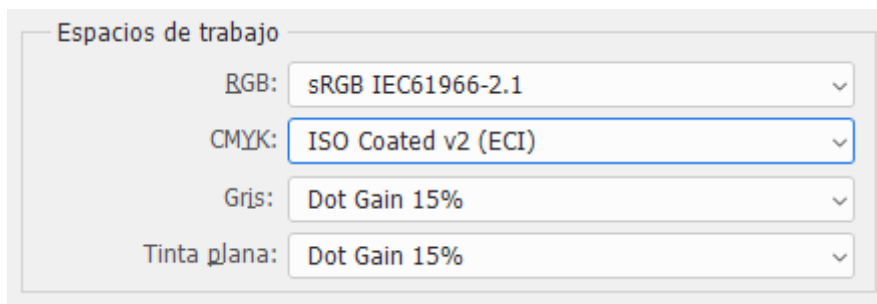 Espacios de trabajo
RGB: sRGB IEC61966-2.1
CMYK: ISO Coated v2 (ECI)
Gris: Dot Gain 15%
Tinta plana: Dot Gain 15%